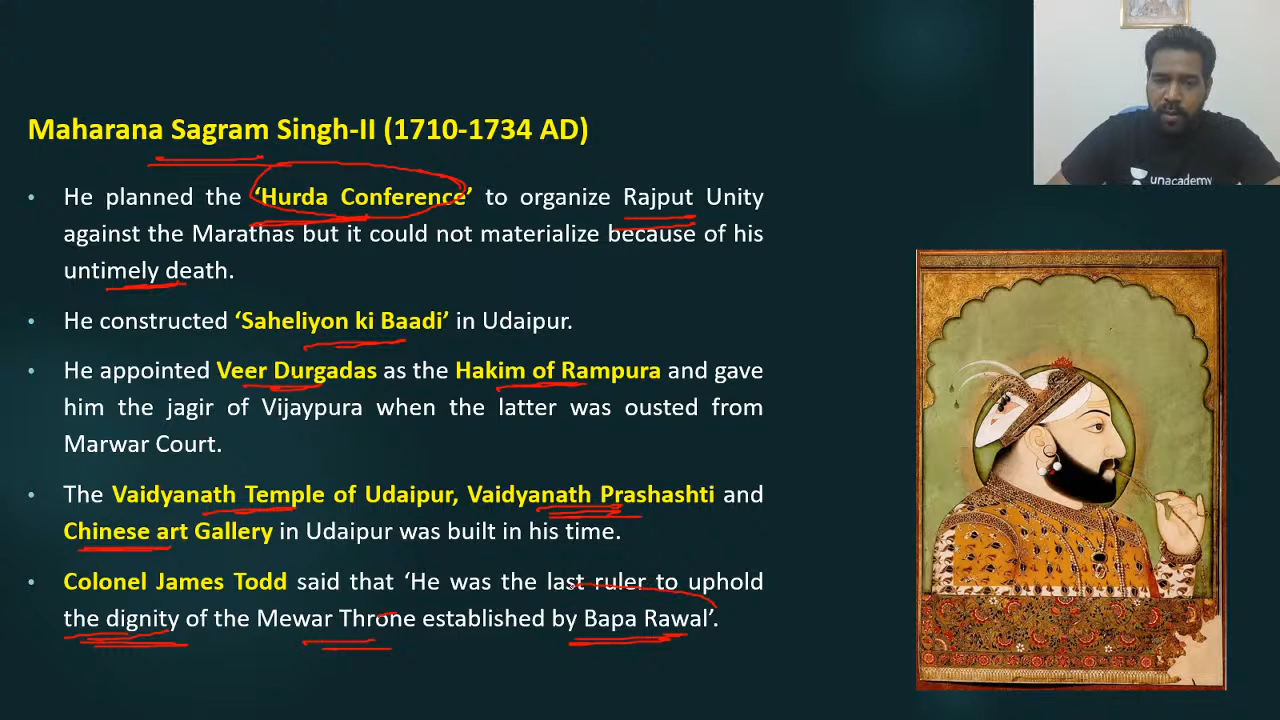 Maharana Sagram Singh-II (1710-1734 AD)
• He planned the ‘Hurda Conference’ to organize Rajput Unity
against the Marathas but it could not materialize because of his
untimely death.
• He constructed ‘Saheliyon ki Baadi’ in Udaipur.
• He appointed Veer Durgadas as the Hakim of Rampura and gave
him the jagir of Vijaypura when the latter was ousted from
Marwar Court.
• The Vaidyanath Temple of Udaipur, Vaidyanath Prashashti and
Chinese art Gallery in Udaipur was built in his time.
• Colonel James Todd said that ‘He was the last ruler to uphold
the dignity of the Mewar Throne established by Bapa Rawal’.
unacademy